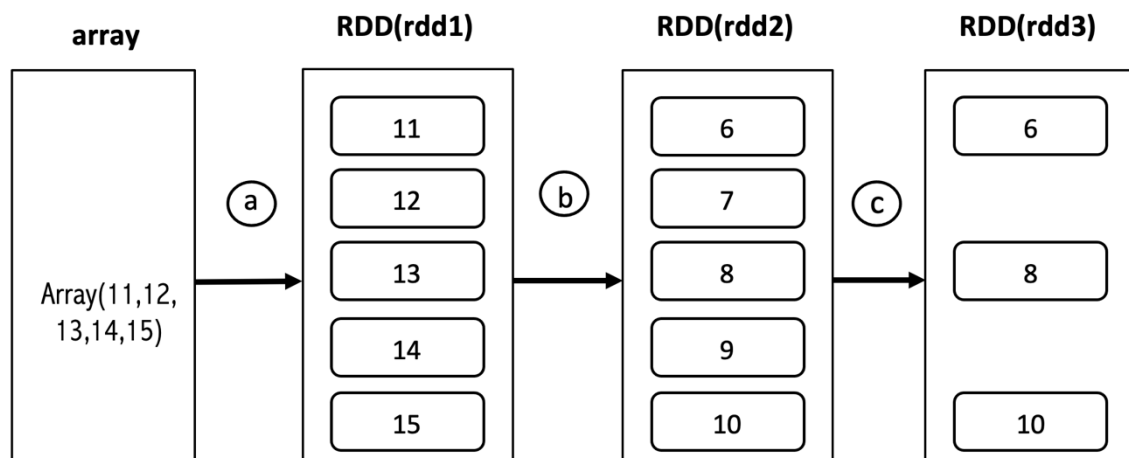 array
RDD(rdd1)
RDD(rdd2)
RDD(rdd3)
Array(11,12,
13,14,15)
a
11
12
13
14
15
b
6
7
8
9
10
c
6
8
10